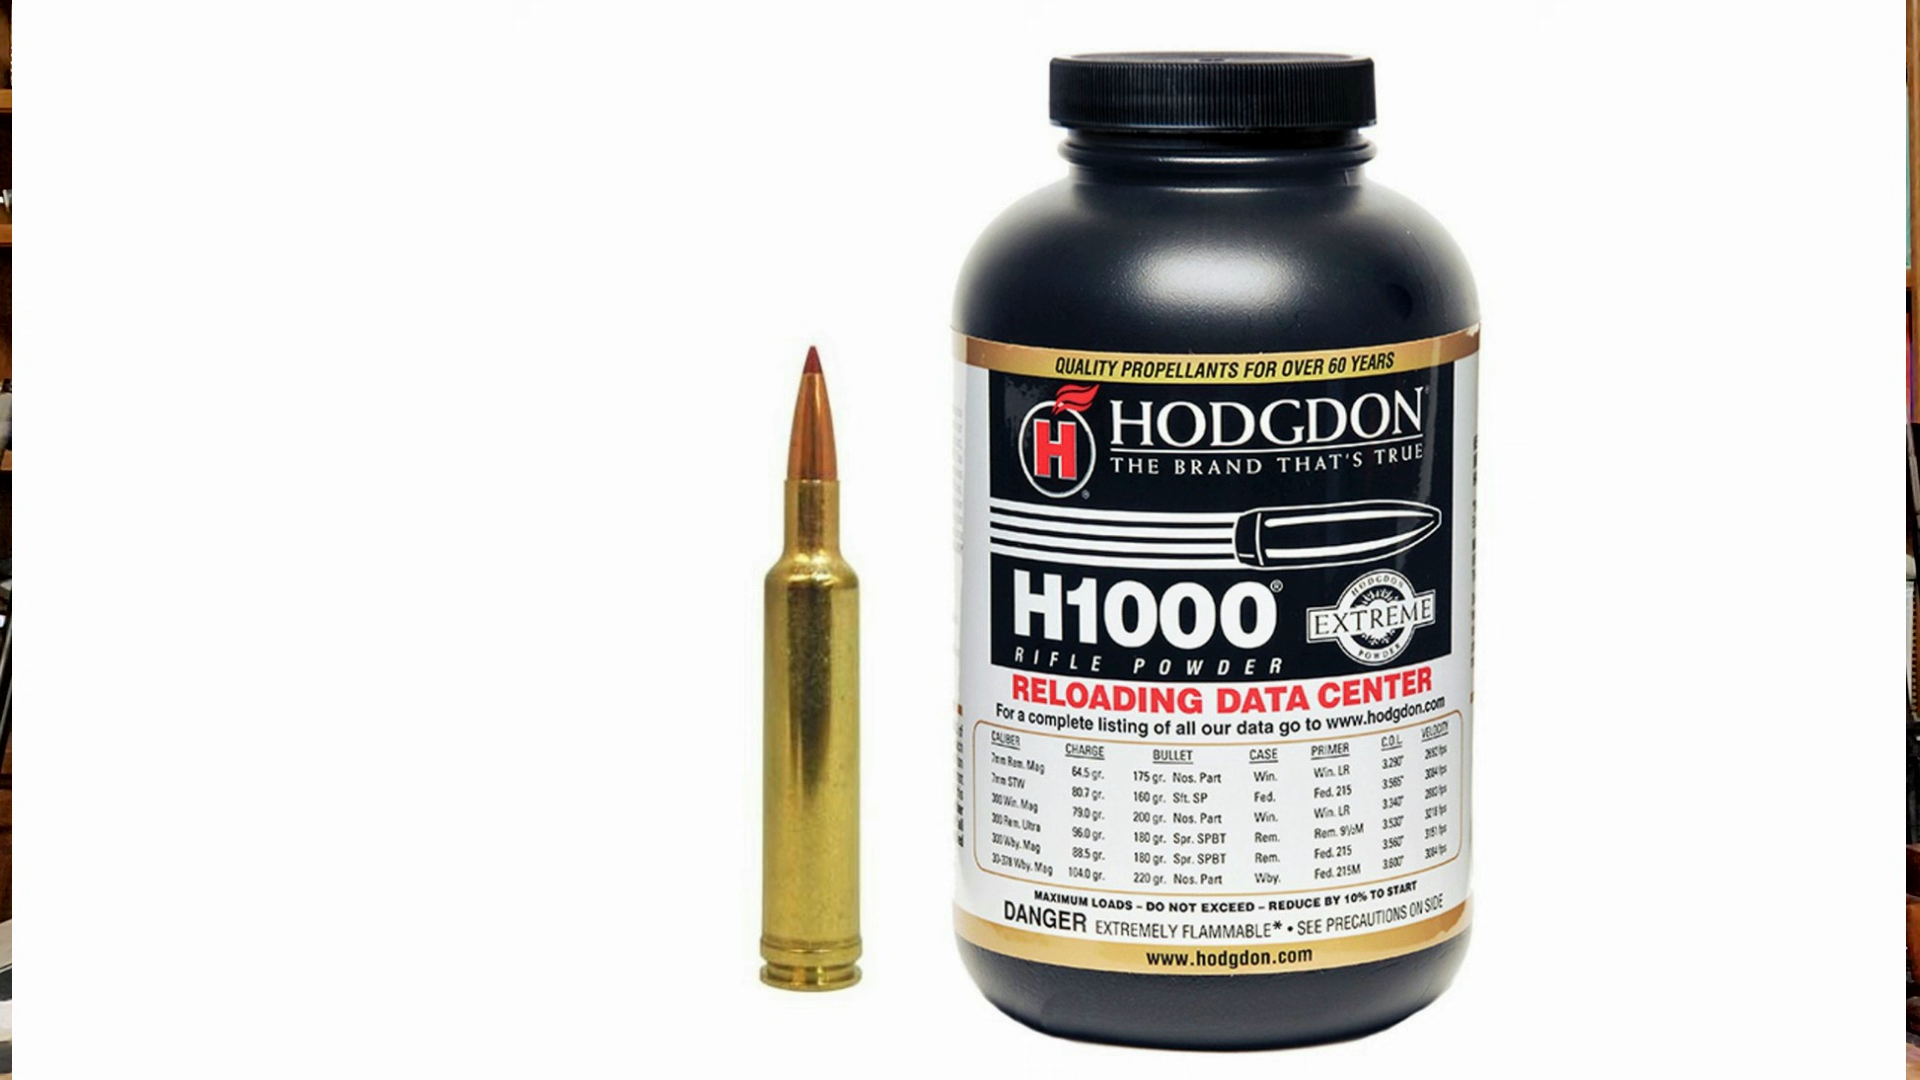 QUALITY PROPELLANTS FOR OVER 60 YEARS
H HODGDON
THE BRAND THAT'S TRUE
®
H1000®
RIFLE POWDER
HODGDON
EXTREME
POWDER
RELOADING DATA CENTER
For a complete listing of all our data go to www.hodgdon.com
CALIBER CHARGE BULLET CASE PRIMER C.O.L. VELOCITY
7mm Rem. Mag 64.5 gr. 175 gr. Nos. Part Win. Win. LR 3.290"
7mm STW 80.7 gr. 160 gr. Sft. SP Fed. Fed. 215 3.565"
300 Win. Mag 79.0 gr. 200 gr. Nos. Part Win. Win. LR 3.340"
300 Rem. Ultra 96.0 gr. 180 gr. Spr. SPBT Rem. Rem. 9½M 3.530"
300 Wby. Mag 88.5 gr. 180 gr. Spr. SPBT Rem. Fed. 215 3.560"
30-378 Wby. Mag 104.0 gr. 220 gr. Nos. Part Wby. Fed. 215M 3.600"
MAXIMUM LOADS – DO NOT EXCEED – REDUCE BY 10% TO START
DANGER EXTREMELY FLAMMABLE* • SEE PRECAUTIONS ON SIDE
www.hodgdon.com